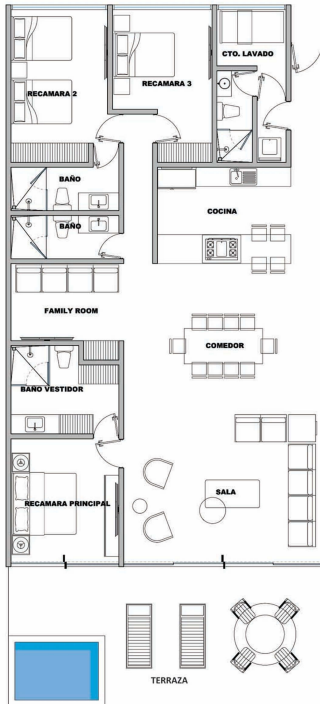 CTO. LAVADO
RECAMARA 3
RECAMARA 2
BAÑO
COCINA
BAÑO
FAMILY ROOM
COMEDOR
BAÑO VESTIDOR
SALA
RECAMARA PRINCIPAL
TERRAZA